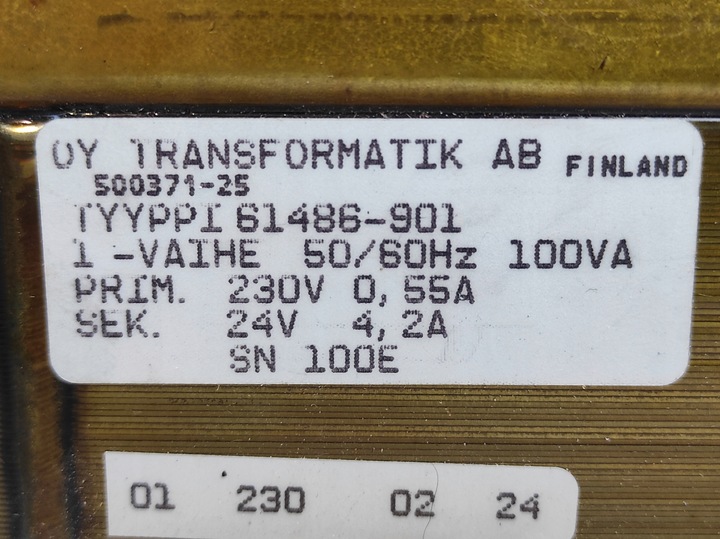 OY TRANSFORMATIK AB FINLAND
500371-25
TYYPPI 61486-901
1-VAIHE 50/60Hz 100VA
PRIM. 230V 0,55A
SEK. 24V 4,2A
SN 100E
01 230 02 24